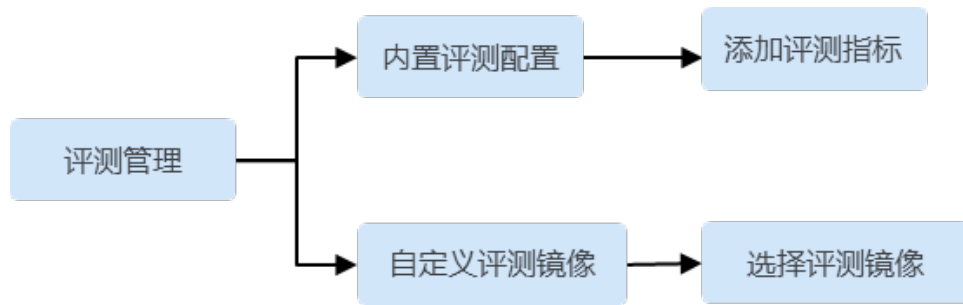 内置评测配置
添加评测指标
评测管理
自定义评测镜像
选择评测镜像